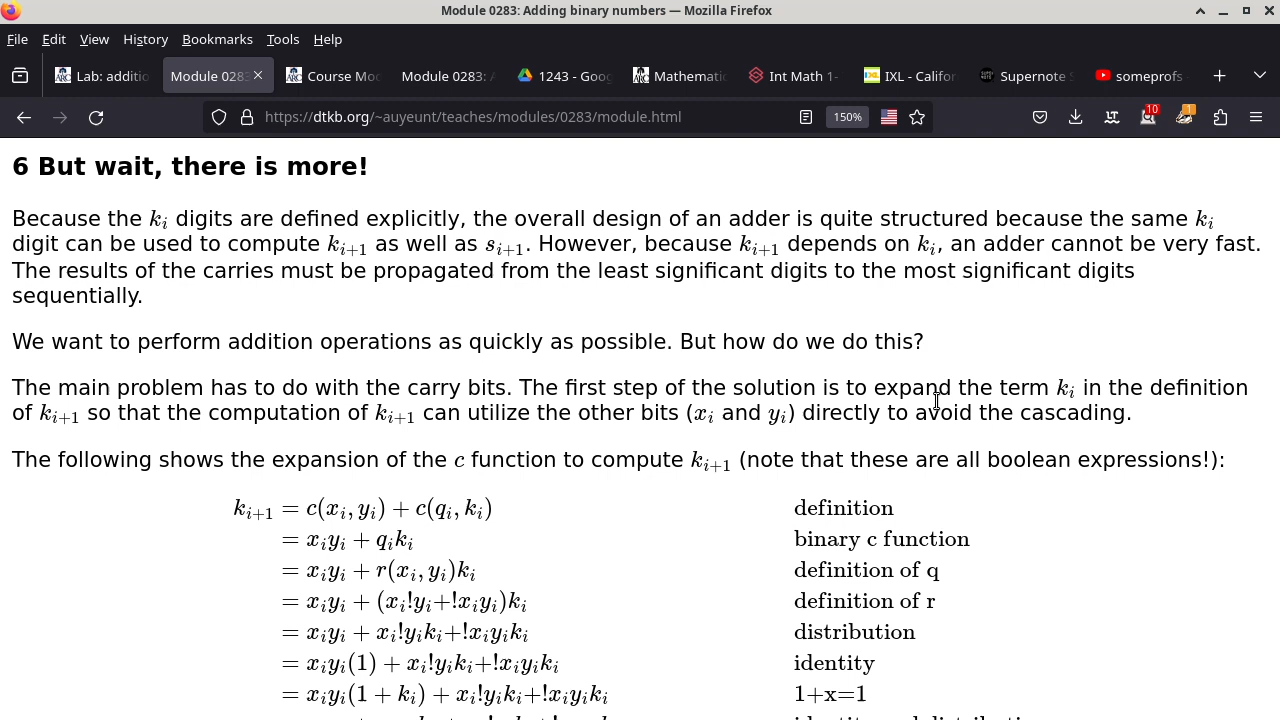 Module 0283: Adding binary numbers — Mozilla Firefox
File Edit View History Bookmarks Tools Help
Lab: additio Module 0283 Course Mod Module 0283: A 1243 - Goog Mathemati Int Math 1- IXL - Califor Supernote S someprofs
https://dtkb.org/~auyeunt/teaches/modules/0283/module.html 150% 10 1
6 But wait, there is more!
Because the kᵢ digits are defined explicitly, the overall design of an adder is quite structured because the same kᵢ
digit can be used to compute kᵢ₊₁ as well as sᵢ₊₁. However, because kᵢ₊₁ depends on kᵢ, an adder cannot be very fast.
The results of the carries must be propagated from the least significant digits to the most significant digits
sequentially.
We want to perform addition operations as quickly as possible. But how do we do this?
The main problem has to do with the carry bits. The first step of the solution is to expand the term kᵢ in the definition
of kᵢ₊₁ so that the computation of kᵢ₊₁ can utilize the other bits (xᵢ and yᵢ) directly to avoid the cascading.
The following shows the expansion of the c function to compute kᵢ₊₁ (note that these are all boolean expressions!):
kᵢ₊₁ = c(xᵢ, yᵢ) + c(qᵢ, kᵢ) definition
= xᵢyᵢ + qᵢkᵢ binary c function
= xᵢyᵢ + r(xᵢ, yᵢ)kᵢ definition of q
= xᵢyᵢ + (xᵢ!yᵢ+!xᵢyᵢ)kᵢ definition of r
= xᵢyᵢ + xᵢ!yᵢkᵢ+!xᵢyᵢkᵢ distribution
= xᵢyᵢ(1) + xᵢ!yᵢkᵢ+!xᵢyᵢkᵢ identity
= xᵢyᵢ(1 + kᵢ) + xᵢ!yᵢkᵢ+!xᵢyᵢkᵢ 1+x=1